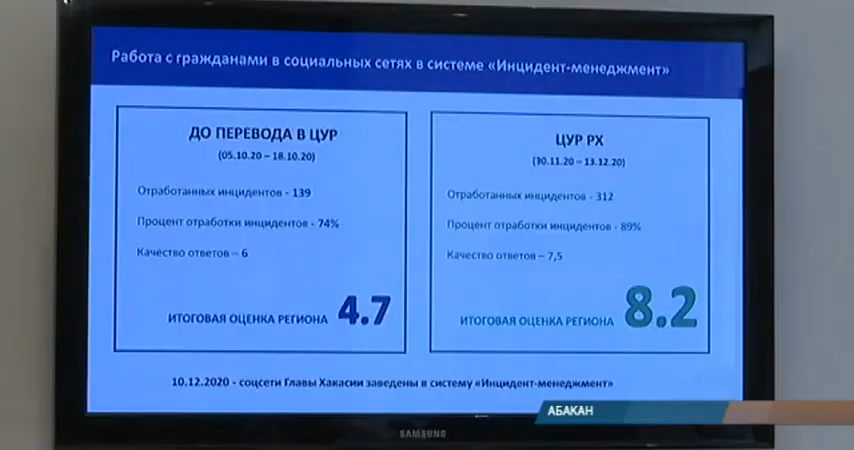 Работа с гражданами в социальных сетях в системе «Инцидент-менеджмент»
ДО ПЕРЕВОДА В ЦУР
(05.10.20 – 18.10.20)
Отработанных инцидентов - 139
Процент отработки инцидентов - 74%
Качество ответов – 6
ИТОГОВАЯ ОЦЕНКА РЕГИОНА 4.7
ЦУР РХ
(30.11.20 – 13.12.20)
Отработанных инцидентов - 312
Процент отработки инцидентов - 89%
Качество ответов – 7,5
ИТОГОВАЯ ОЦЕНКА РЕГИОНА 8.2
10.12.2020 - соцсети Главы Хакасии заведены в систему «Инцидент-менеджмент»
АБАКАН
SAMSUNG